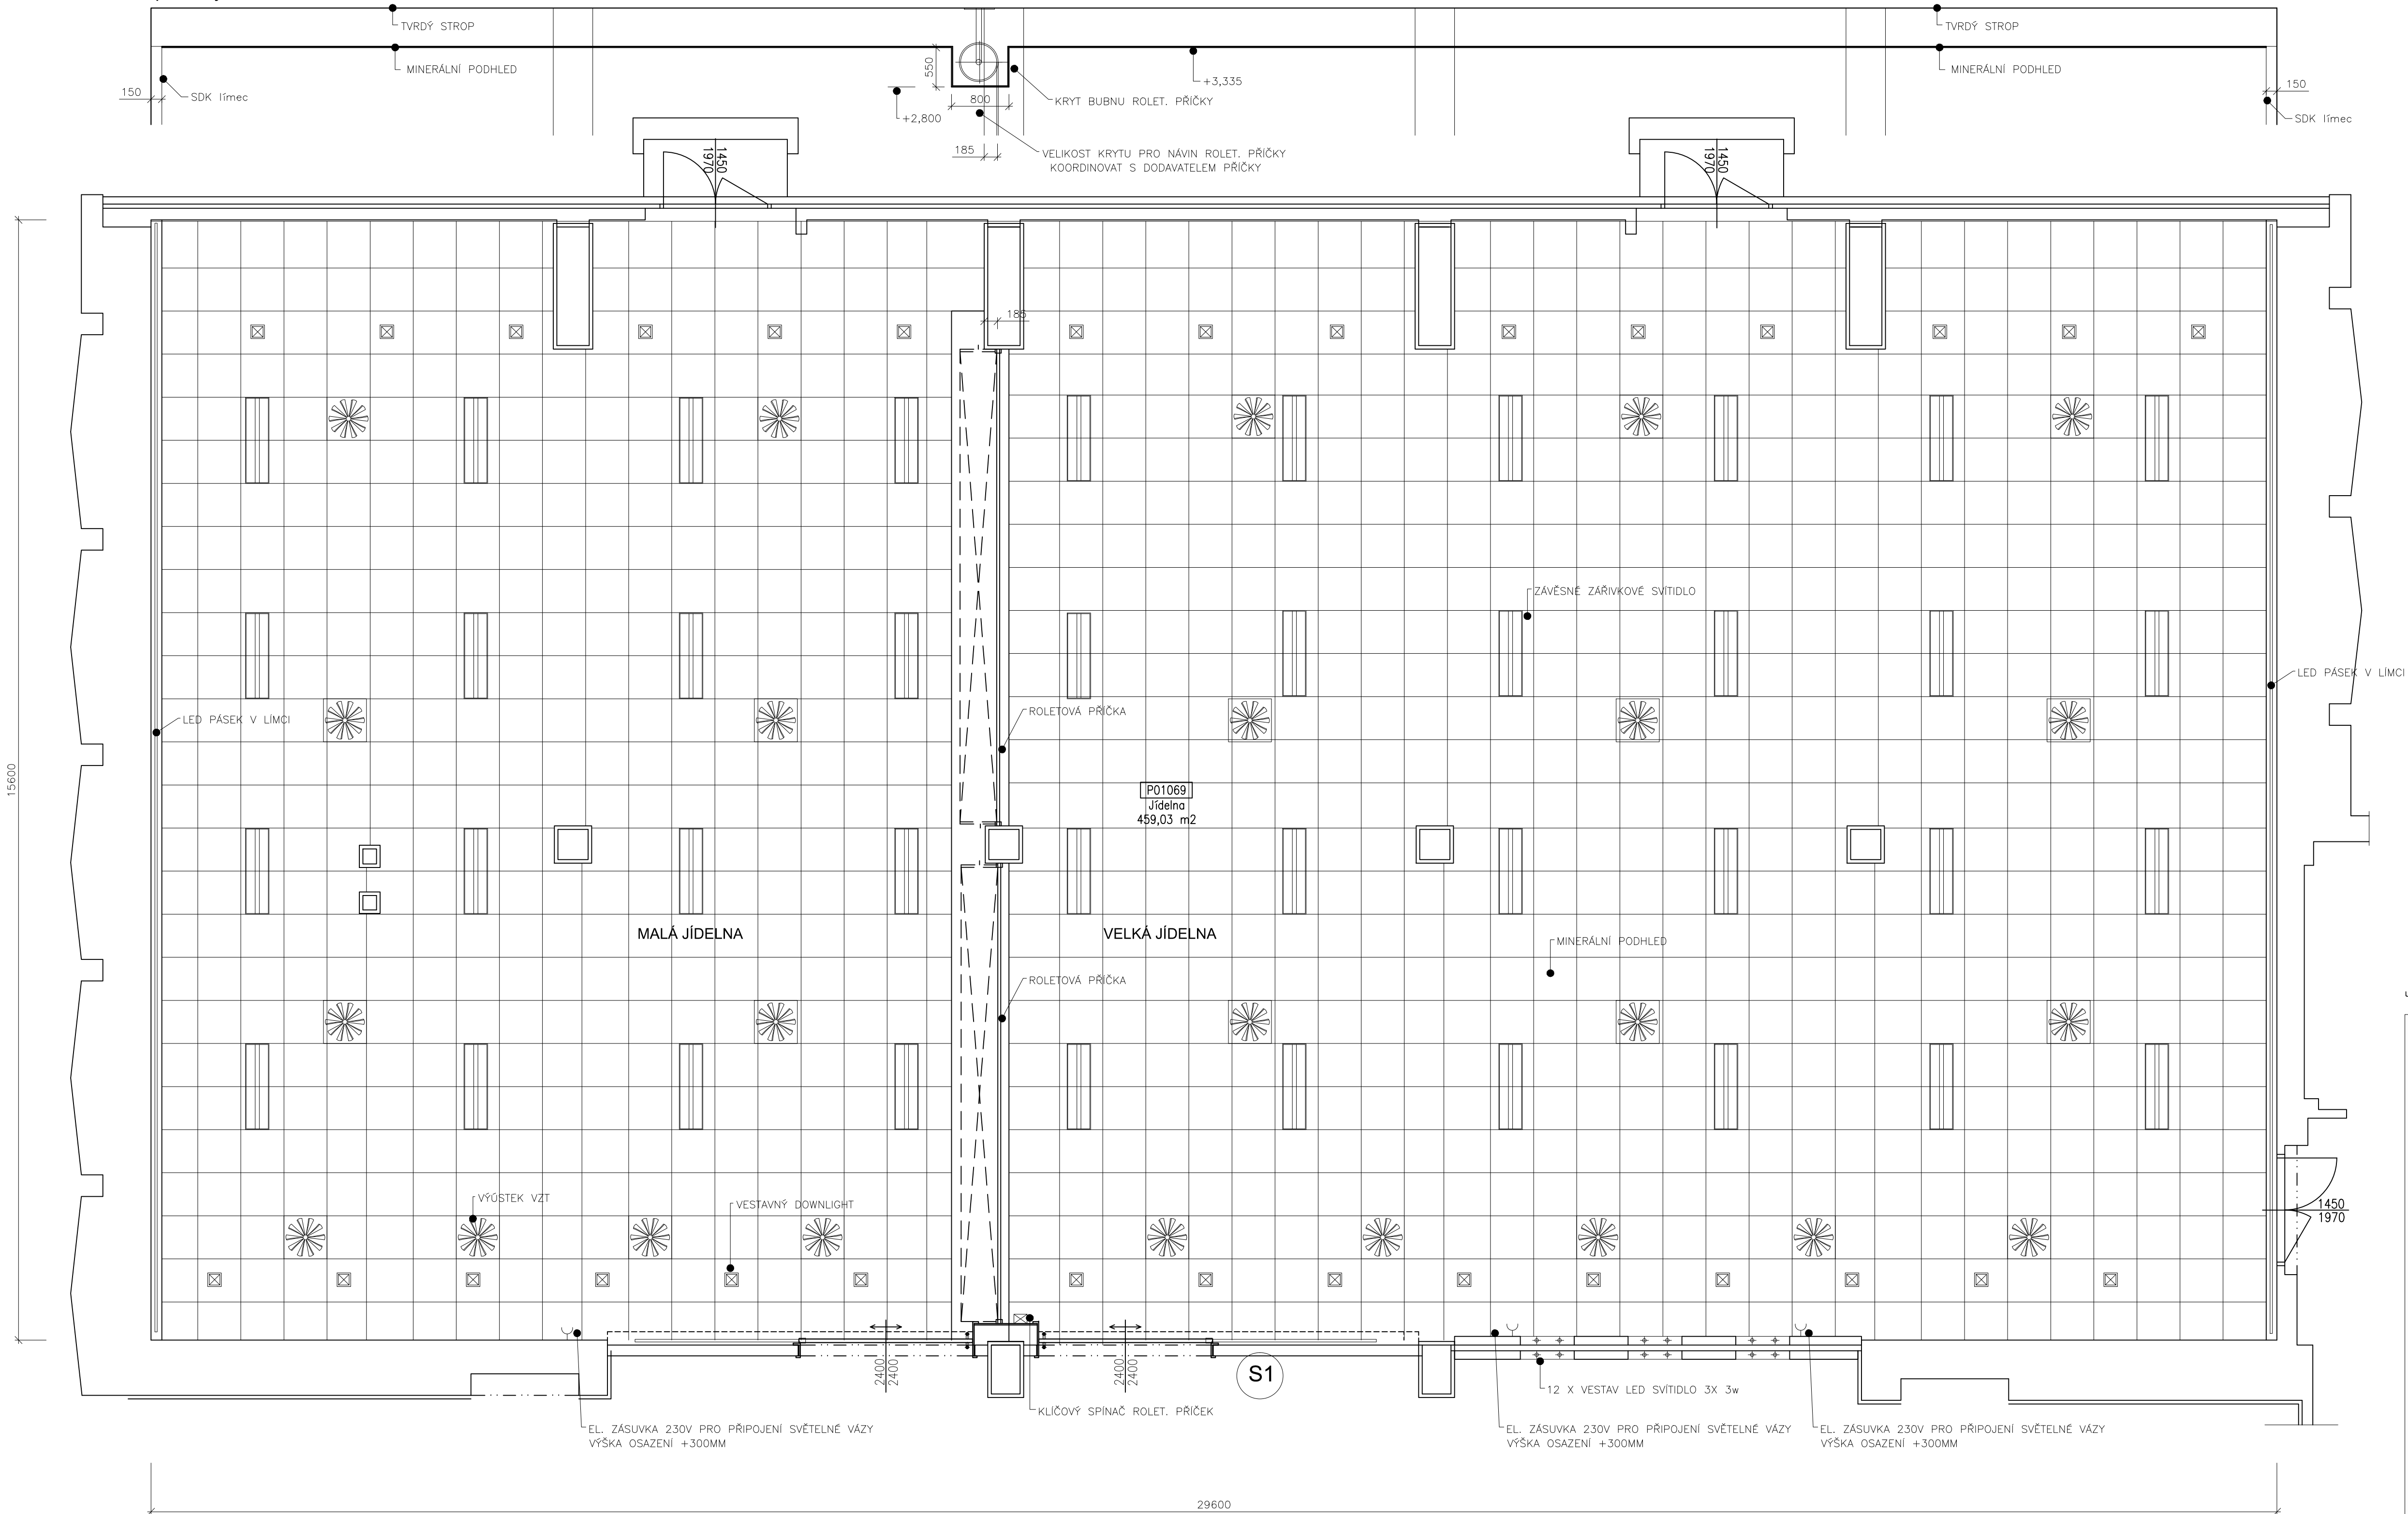 TVRDÝ STROP
TVRDÝ STROP
MINERÁLNÍ PODHLED
MINERÁLNÍ PODHLED
550
+3,335
150
SDK límec
800
KRYT BUBNU ROLET. PŘÍČKY
150
+2,800
SDK límec
185
VELIKOST KRYTU PRO NÁVIN ROLET. PŘÍČKY
KOORDINOVAT S DODAVATELEM PŘÍČKY
1450
1970
1450
1970
185
ZÁVĚSNÉ ZÁŘIVKOVÉ SVÍTIDLO
LED PÁSEK V LÍMCI
LED PÁSEK V LÍMCI
ROLETOVÁ PŘÍČKA
15600
P01069
Jídelna
459,03 m2
MALÁ JÍDELNA
VELKÁ JÍDELNA
MINERÁLNÍ PODHLED
ROLETOVÁ PŘÍČKA
VÝÚSTEK VZT
VESTAVNÝ DOWNLIGHT
1450
1970
2400
2400
2400
2400
S1
12 X VESTAV LED SVÍTIDLO 3X 3w
KLÍČOVÝ SPÍNAČ ROLET. PŘÍČEK
EL. ZÁSUVKA 230V PRO PŘIPOJENÍ SVĚTELNÉ VÁZY
VÝŠKA OSAZENÍ +300MM
EL. ZÁSUVKA 230V PRO PŘIPOJENÍ SVĚTELNÉ VÁZY
VÝŠKA OSAZENÍ +300MM
EL. ZÁSUVKA 230V PRO PŘIPOJENÍ SVĚTELNÉ VÁZY
VÝŠKA OSAZENÍ +300MM
29600